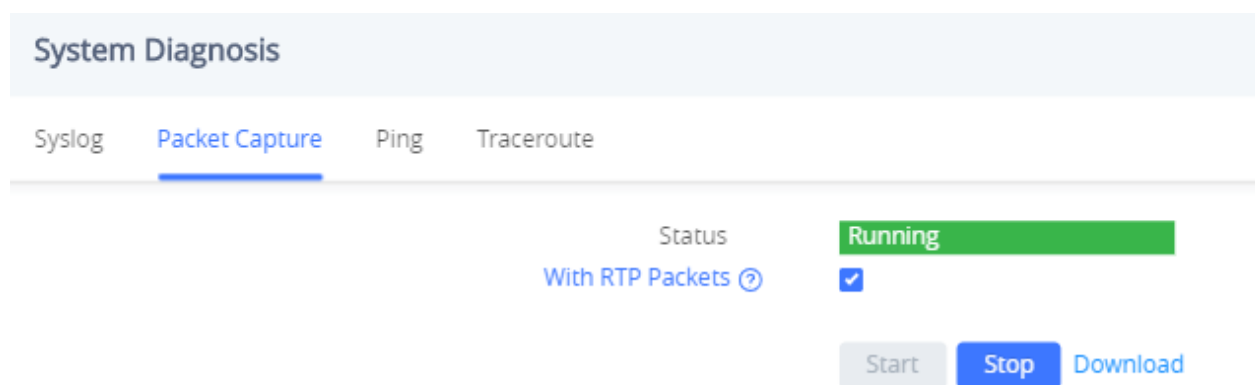 System Diagnosis
Syslog Packet Capture Ping Traceroute
Status Running
With RTP Packets ?
Start Stop Download